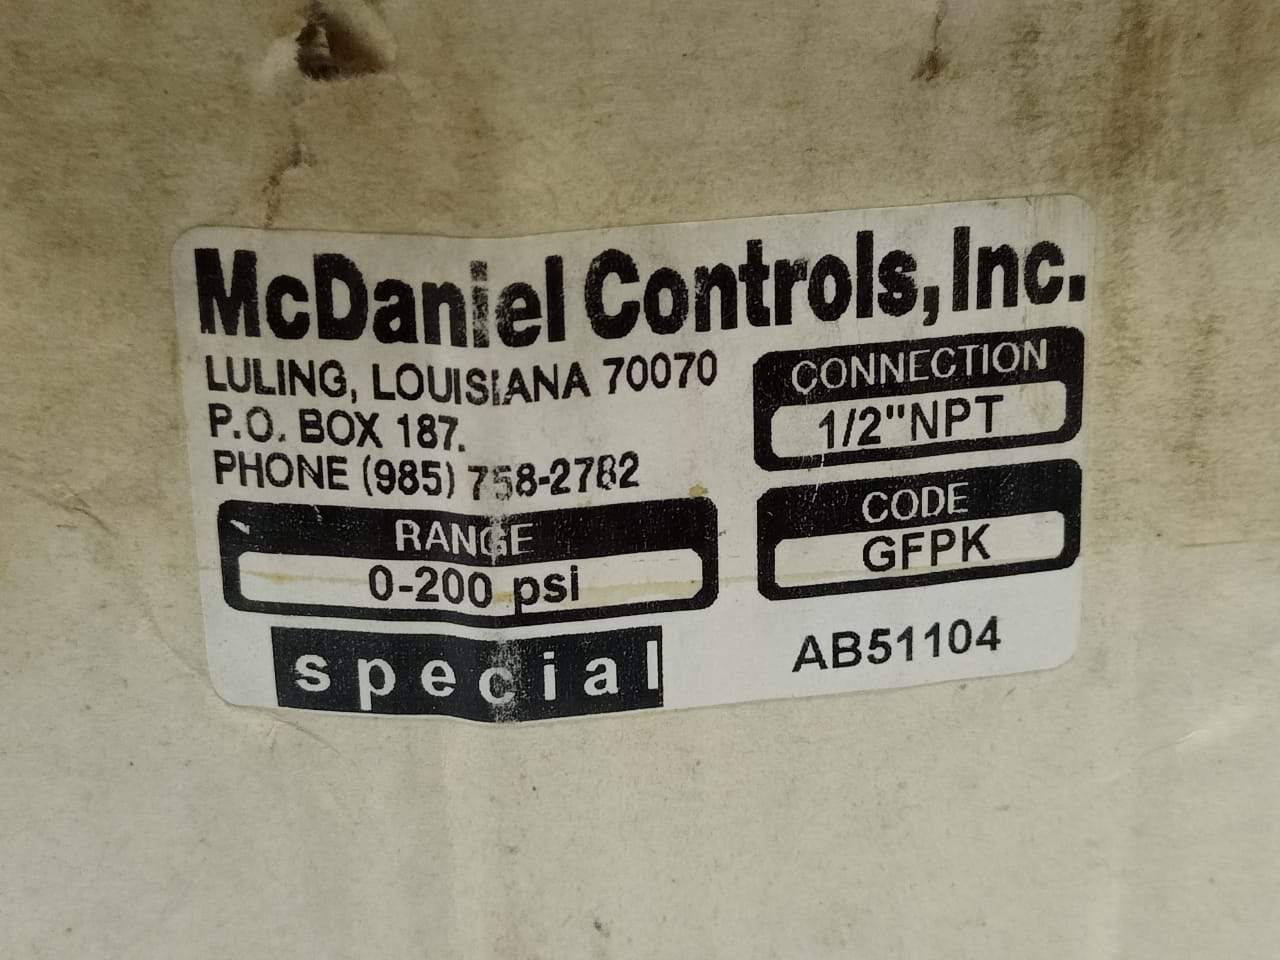 McDaniel Controls, Inc.
LULING, LOUISIANA 70070
P.O. BOX 187.
PHONE (985) 758-2782
RANGE
0-200 psi
special
CONNECTION
1/2"NPT
CODE
GFPK
AB51104